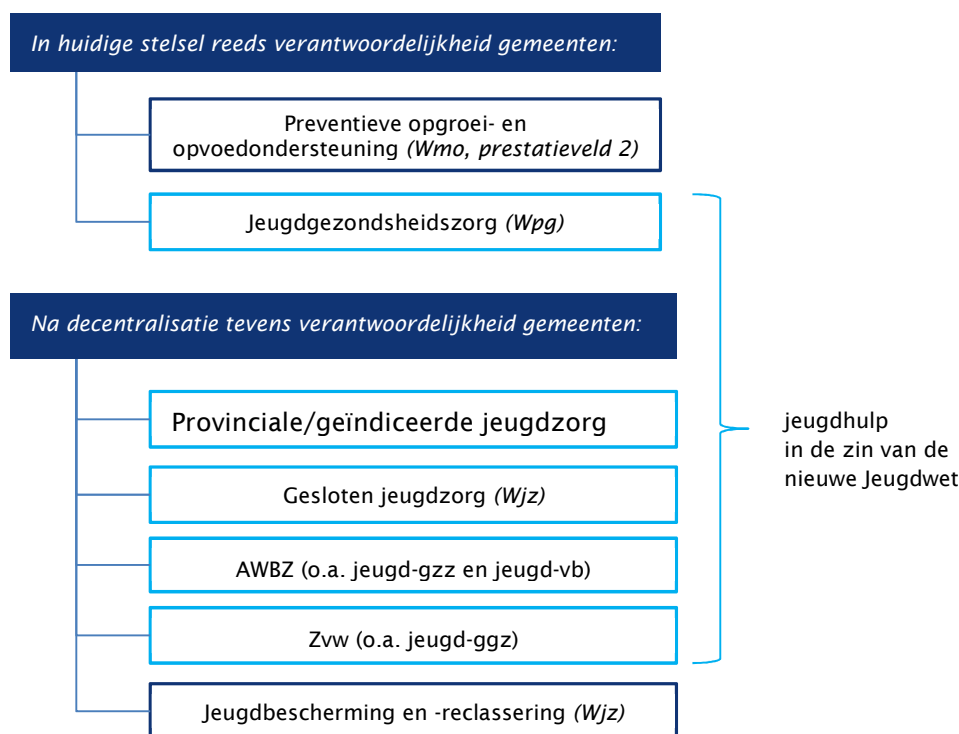 In huidige stelsel reeds verantwoordelijkheid gemeenten:
Preventieve opgroei- en
opvoedondersteuning (Wmo, prestatieveld 2)
Jeugdgezondsheidszorg (Wpg)
Na decentralisatie tevens verantwoordelijkheid gemeenten:
Provinciale/geïndiceerde jeugdzorg
Gesloten jeugdzorg (Wjz)
AWBZ (o.a. jeugd-gzz en jeugd-vb)
Zvw (o.a. jeugd-ggz)
Jeugdbescherming en -reclassering (Wjz)
jeugdhulp
in de zin van de
nieuwe Jeugdwet